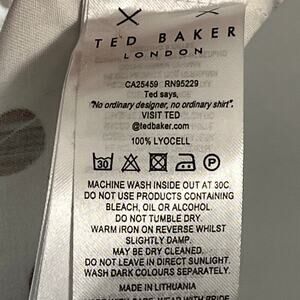 TED BAKER
LONDON
CA25459 RN95229
Ted says,
"No ordinary designer, no ordinary shirt".
VISIT TED
@tedbaker.com
100% LYOCELL
30
P
MACHINE WASH INSIDE OUT AT 30C.
DO NOT USE PRODUCTS CONTAINING
BLEACH, OIL OR ALCOHOL.
DO NOT TUMBLE DRY.
WARM IRON ON REVERSE WHILST
SLIGHTLY DAMP.
MAY BE DRY CLEANED.
DO NOT LEAVE IN DIRECT SUNLIGHT.
WASH DARK COLOURS SEPARATELY.
MADE IN LITHUANIA
WEAR WITH PRIDE